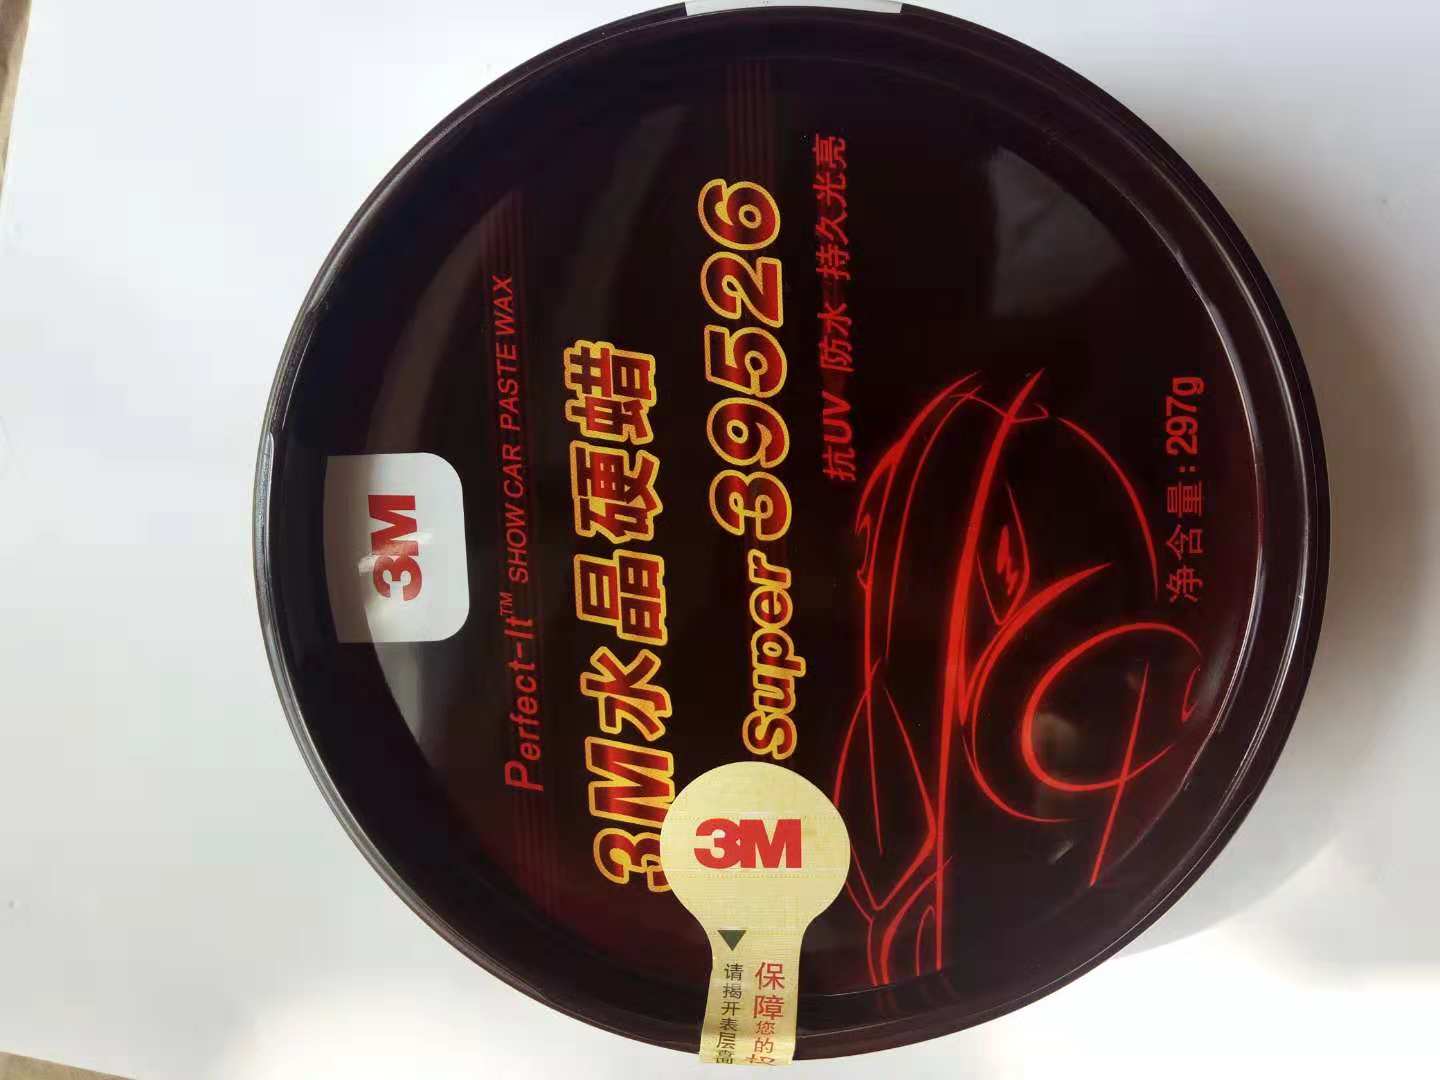 3M
Perfect-It™ SHOW CAR PASTE WAX
3M水晶硬蜡
Super 39526
抗UV 防水 持久光亮
净含量:297g
3M
请揭开表层
保障您的